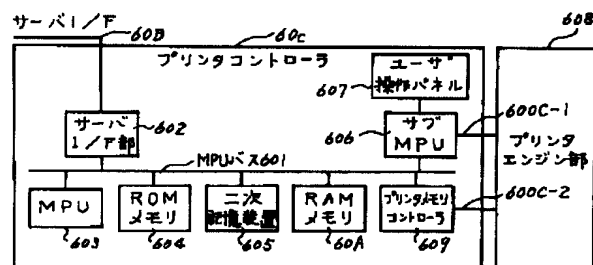 サーバI/F
60B
60C
608
プリンタコントローラ
ユーザ
操作パネル
607
サーバ
I/F部
602
サブ
MPU
606
600C-1
プリンタ
エンジン部
MPUバス601
600C-2
MPU
603
ROM
メモリ
604
二次
記憶装置
605
RAM
メモリ
60A
プリンタメモリ
コントローラ
609